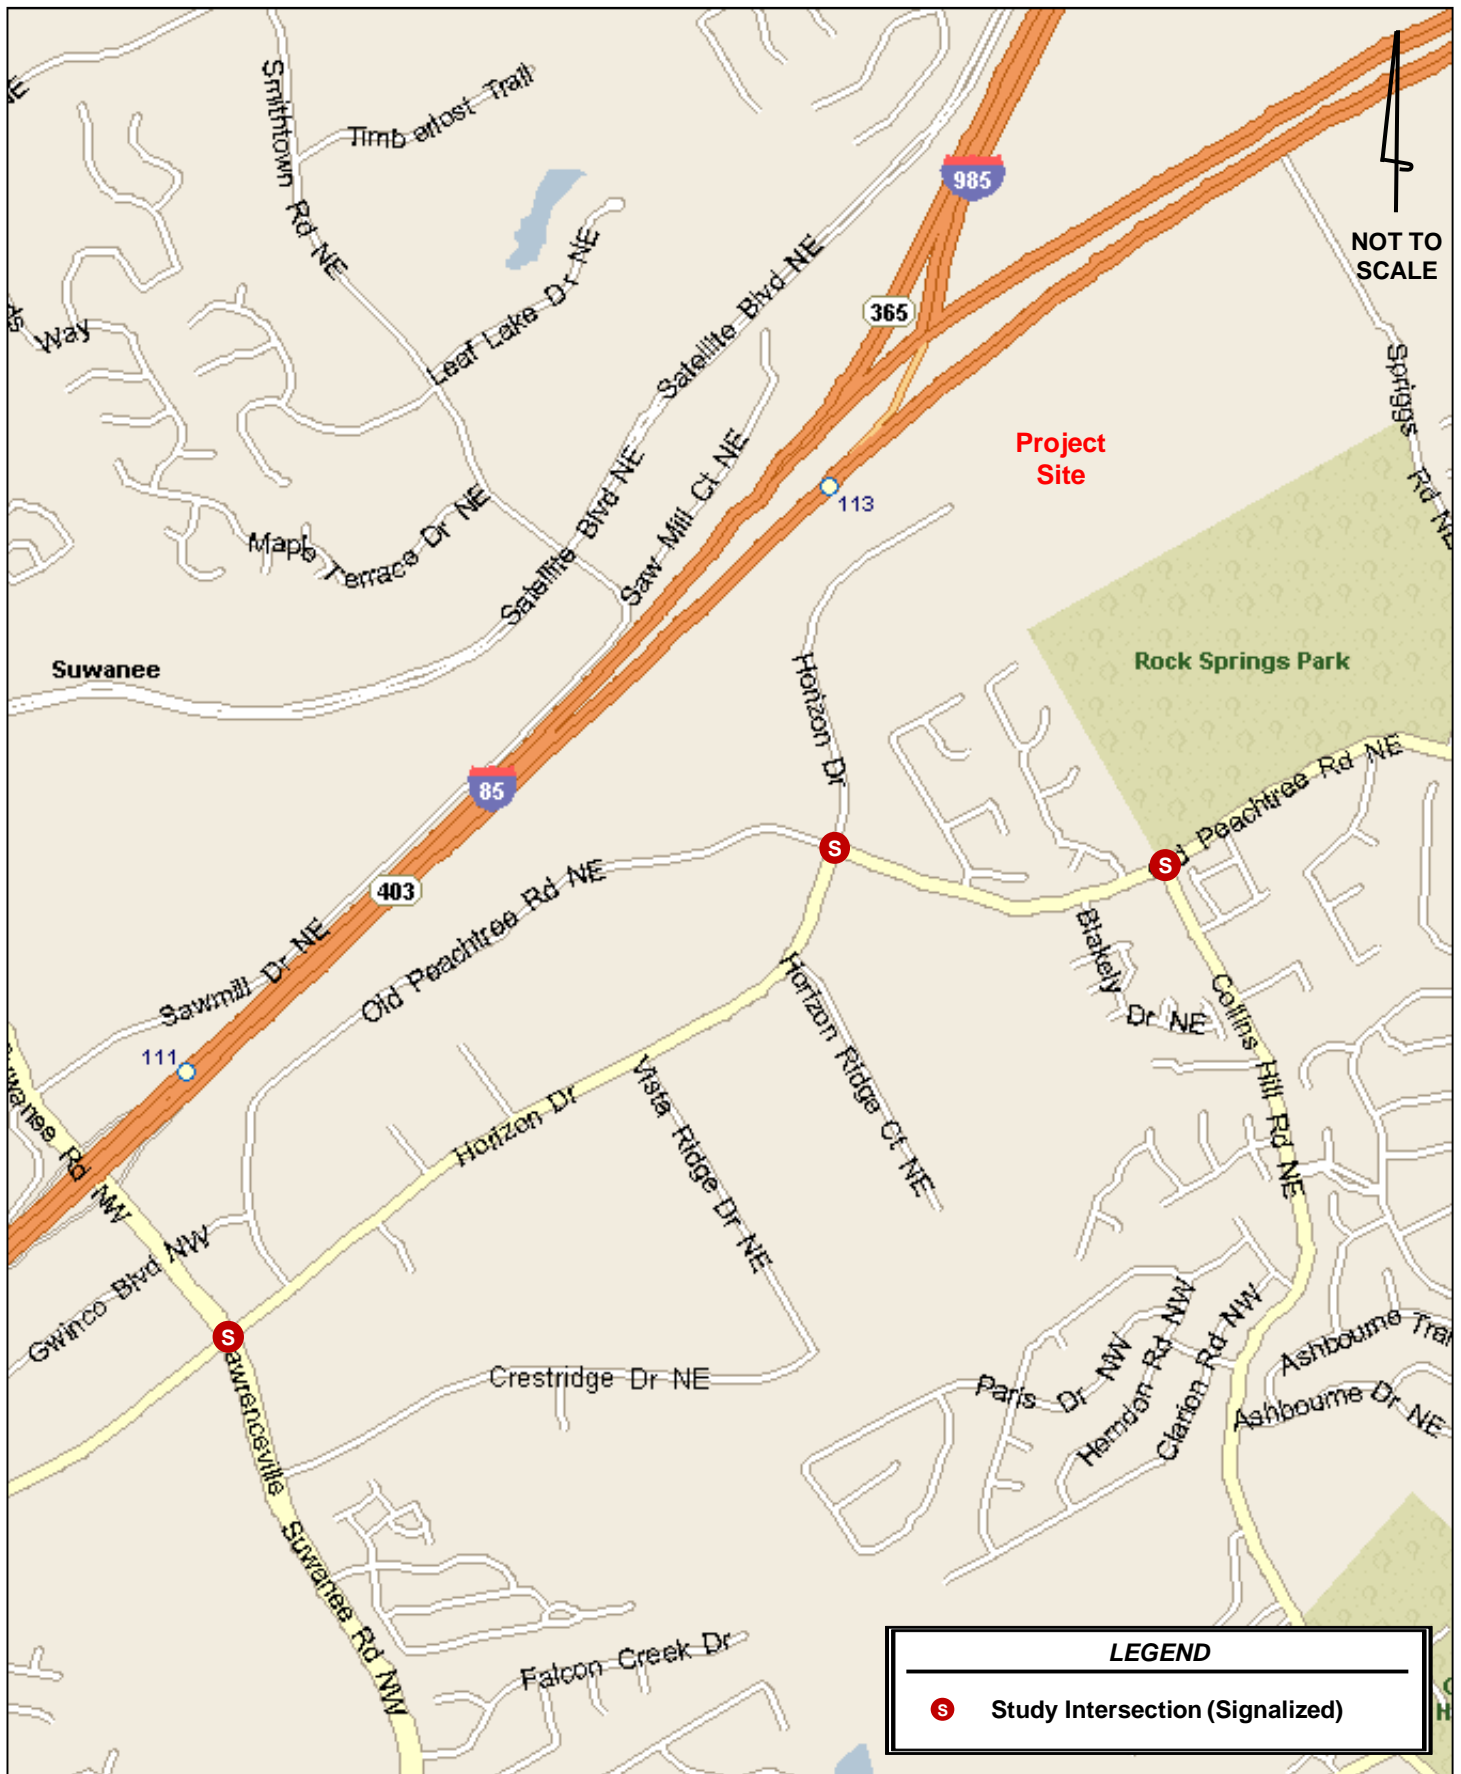 NE
Smithtown Rd NE
Timberlost Trail
985
NOT TO
SCALE
365
Way
Leaf Lake Dr NE
Satellite Blvd NE
Spriggs Rd NE
Project
Site
Saw Mill Ct NE
Satellite Blvd NE
113
Terrace Dr NE
Suwanee
Rock Springs Park
Horizon Dr
85
Peachtree Rd NE
S
S
403
Old Peachtree Rd NE
Sawmill Dr NE
Blakely Dr NE
Collins Hill Rd NE
Horizon Ridge Ct NE
111
Horizon Dr
Vista Ridge Dr NE
Rd NW
Gwinco Blvd NW
S
awrenceville Suwanee Rd NW
Crestridge Dr NE
Paris Dr NW
Herndon Rd NW
Clarion Rd NW
Ashbourne Trai
Ashbourne Dr NE
Falcon Creek Dr
LEGEND
S Study Intersection (Signalized)